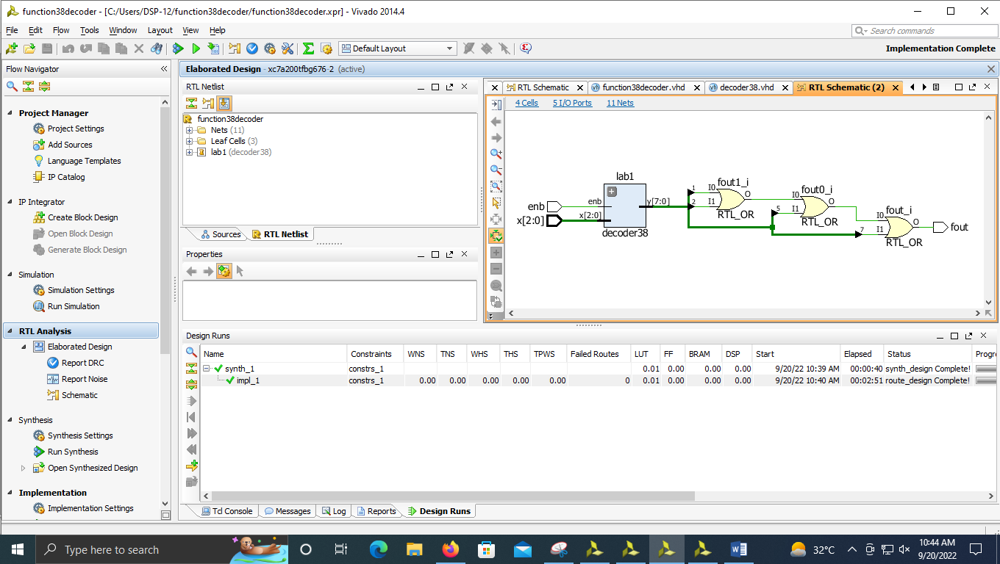 function38decoder - [C:/Users/DSP-12/function38decoder/function38decoder.xpr] - Vivado 2014.4
File Edit Flow Tools Window Layout View Help
Search commands
Default Layout
Implementation Complete
Flow Navigator
Project Manager
Project Settings
Add Sources
Language Templates
IP Catalog
IP Integrator
Create Block Design
Open Block Design
Generate Block Design
Simulation
Simulation Settings
Run Simulation
RTL Analysis
Elaborated Design
Report DRC
Report Noise
Schematic
Synthesis
Synthesis Settings
Run Synthesis
Open Synthesized Design
Implementation
Implementation Settings
Elaborated Design - xc7a200tfbg676-2 (active)
RTL Netlist
function38decoder
Nets (11)
Leaf Cells (3)
lab1 (decoder38)
Sources RTL Netlist
Properties
RTL Schematic function38decoder.vhd decoder38.vhd RTL Schematic (2)
4 Cells 5 I/O Ports 11 Nets
lab1
enb enb
x[2:0] x[2:0]
y[7:0]
decoder38
fout1_i
1 I0 O
2 I1
RTL_OR
fout0_i
I0 O
5 I1
RTL_OR
fout_i
I0 O
7 I1
RTL_OR
fout
Design Runs
Name Constraints WNS TNS WHS THS TPWS Failed Routes LUT FF BRAM DSP Start Elapsed Status Progre
synth_1 constrs_1 0.01 0.00 0.00 0.00 9/20/22 10:39 AM 00:00:40 synth_design Complete!
impl_1 constrs_1 0.00 0.00 0.00 0.00 0.00 0 0.01 0.00 0.00 0.00 9/20/22 10:40 AM 00:02:51 route_design Complete!
Tcl Console Messages Log Reports Design Runs
Type here to search
32°C
10:44 AM
9/20/2022